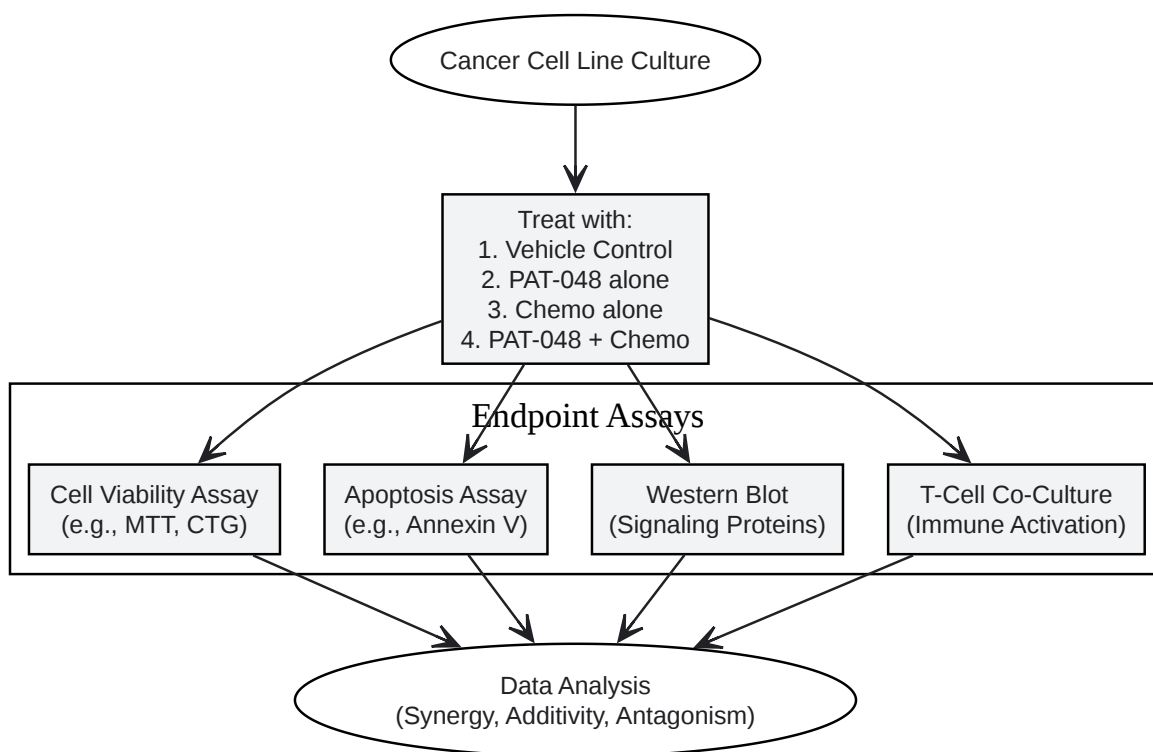 Cancer Cell Line Culture
Treat with:
1. Vehicle Control
2. PAT-048 alone
3. Chemo alone
4. PAT-048 + Chemo
Endpoint Assays
Cell Viability Assay
(e.g., MTT, CTG)
Apoptosis Assay
(e.g., Annexin V)
Western Blot
(Signaling Proteins)
T-Cell Co-Culture
(Immune Activation)
Data Analysis
(Synergy, Additivity, Antagonism)